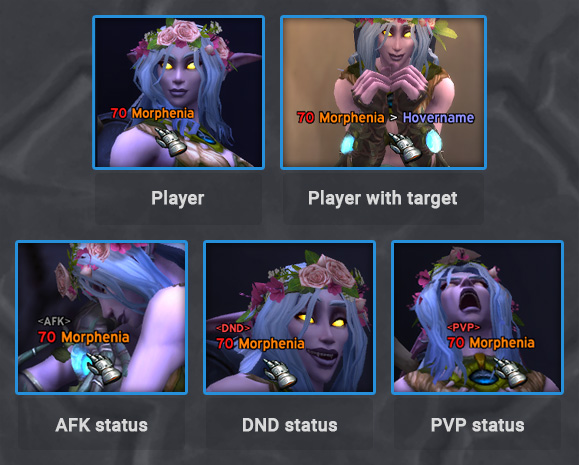 70 Morphenia
70 Morphenia > Hovername
Player
Player with target
<AFK>
70 Morphenia
<DND>
70 Morphenia
<PVP>
70 Morphenia
AFK status
DND status
PVP status